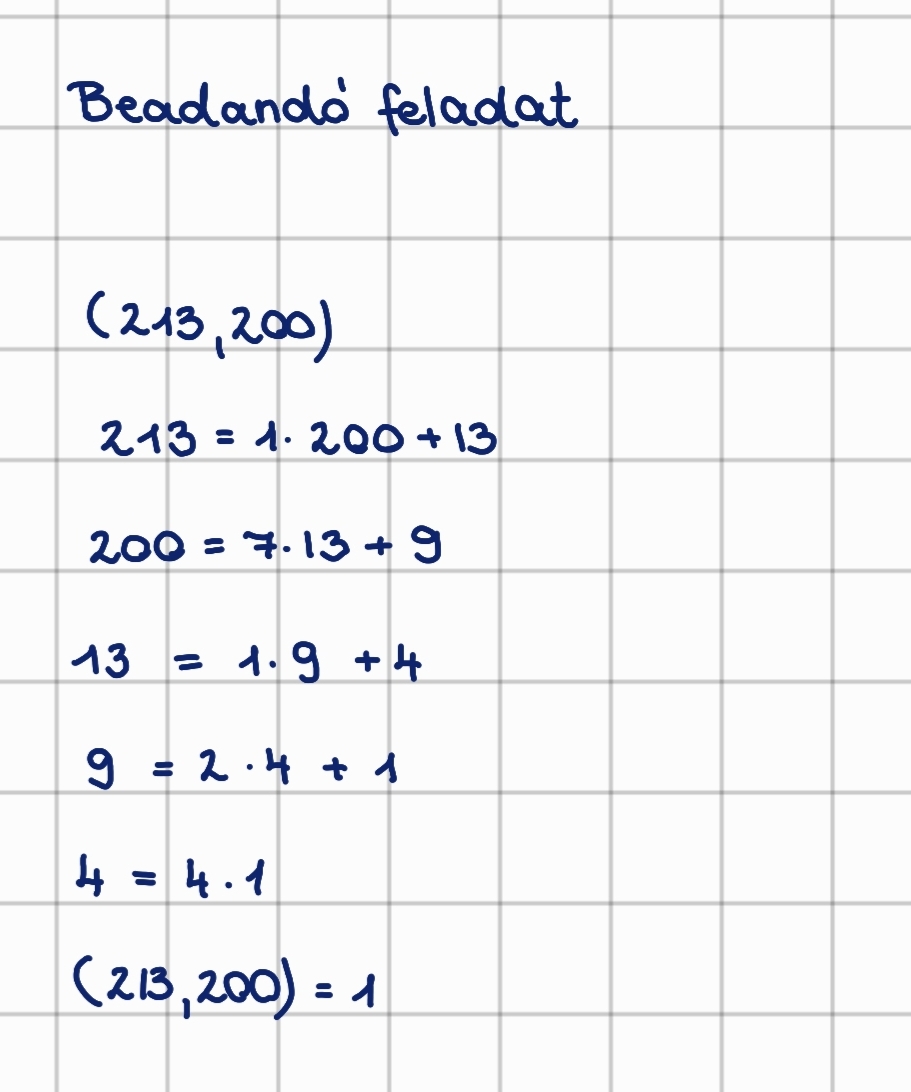 Beadandó feladat
(213,200)
213 = 1. 200 + 13
200 = 7.13 + 9
13 = 1.9 + 4
9 = 2 · 4 + 1
4 = 4 . 1
(213,200) = 1